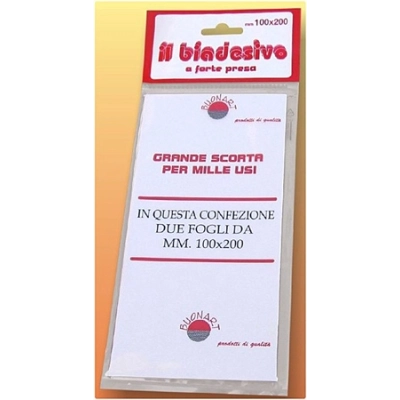 mm 100x200
il biadesivo
a forte presa
BUONART
prodotti di qualità
GRANDE SCORTA
PER MILLE USI
IN QUESTA CONFEZIONE
DUE FOGLI DA
MM. 100x200
BUONART
prodotti di qualità